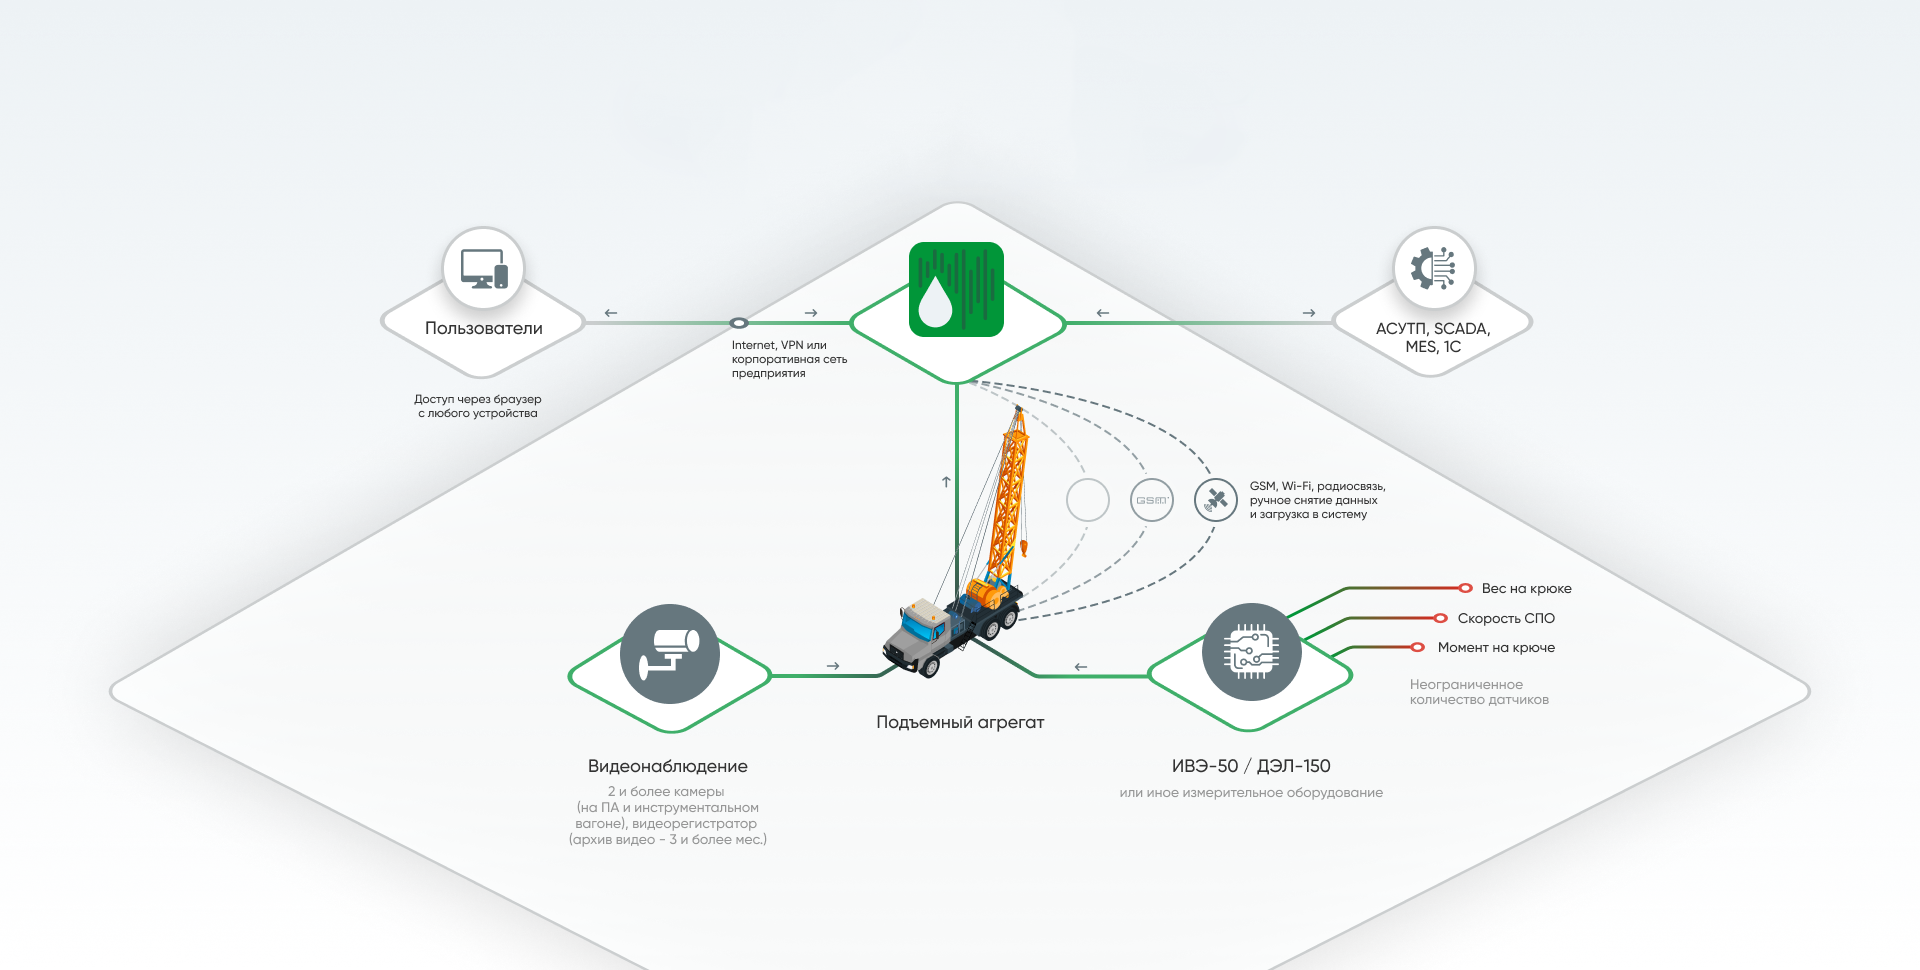 Пользователи
Доступ через браузер
с любого устройства
Internet, VPN или
корпоративная сеть
предприятия
АСУТП, SCADA,
MES, 1С
GSM
GSM, Wi-Fi, радиосвязь,
ручное снятие данных
и загрузка в систему
Вес на крюке
Скорость СПО
Момент на крюче
Неограниченное
количество датчиков
Подъемный агрегат
Видеонаблюдение
2 и более камеры
(на ПА и инструментальном
вагоне), видеорегистратор
(архив видео - 3 и более мес.)
ИВЭ-50 / ДЭЛ-150
или иное измерительное оборудование